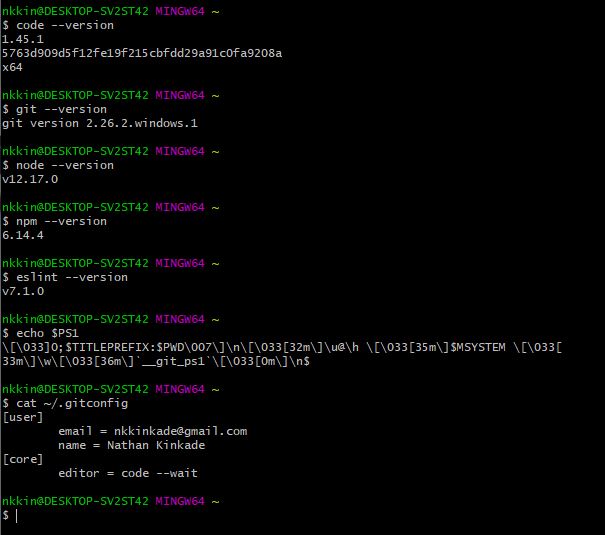 nkkin@DESKTOP-SV2ST42 MINGW64 ~
$ code --version
1.45.1
5763d909d5f12fe19f215cbfdd29a91c0fa9208a
x64
nkkin@DESKTOP-SV2ST42 MINGW64 ~
$ git --version
git version 2.26.2.windows.1
nkkin@DESKTOP-SV2ST42 MINGW64 ~
$ node --version
v12.17.0
nkkin@DESKTOP-SV2ST42 MINGW64 ~
$ npm --version
6.14.4
nkkin@DESKTOP-SV2ST42 MINGW64 ~
$ eslint --version
v7.1.0
nkkin@DESKTOP-SV2ST42 MINGW64 ~
$ echo $PS1
\[\033]0;$TITLEPREFIX:$PWD\007\]\n\[\033[32m\]\u@\h \[\033[35m\]$MSYSTEM \[\033[
33m\]\w\[\033[36m\]`__git_ps1`\[\033[0m\]\n$
nkkin@DESKTOP-SV2ST42 MINGW64 ~
$ cat ~/.gitconfig
[user]
        email = nkkinkade@gmail.com
        name = Nathan Kinkade
[core]
        editor = code --wait
nkkin@DESKTOP-SV2ST42 MINGW64 ~
$